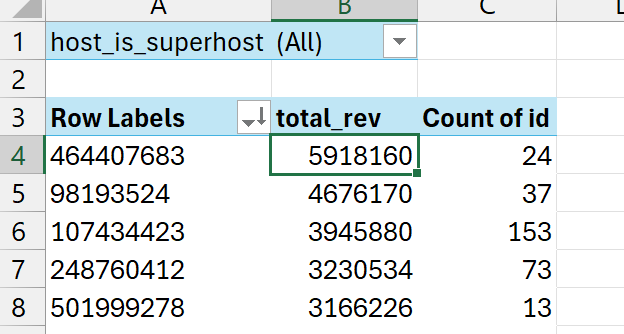 A B C
1 host_is_superhost (All)
2
3 Row Labels total_rev Count of id
4 464407683 5918160 24
5 98193524 4676170 37
6 107434423 3945880 153
7 248760412 3230534 73
8 501999278 3166226 13